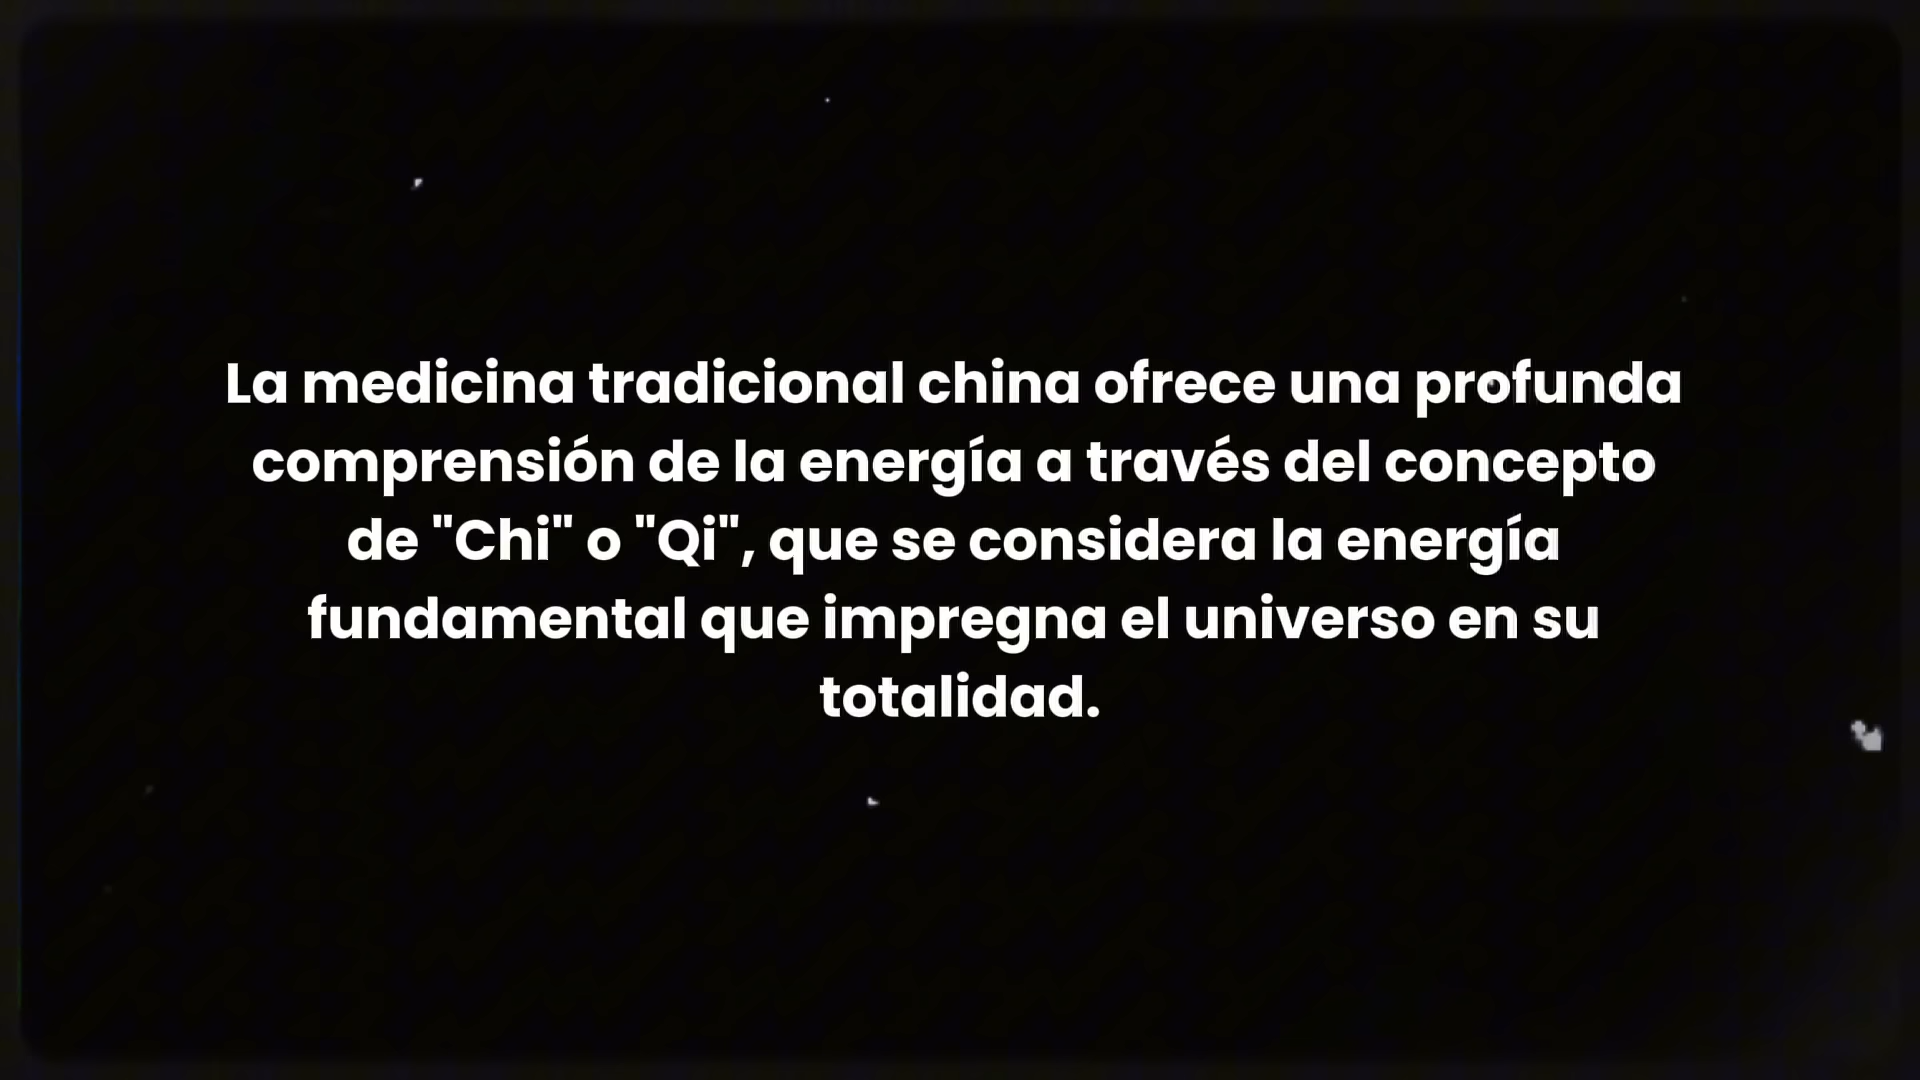 La medicina tradicional china ofrece una profunda
comprensión de la energía a través del concepto
de "Chi" o "Qi", que se considera la energía
fundamental que impregna el universo en su
totalidad.